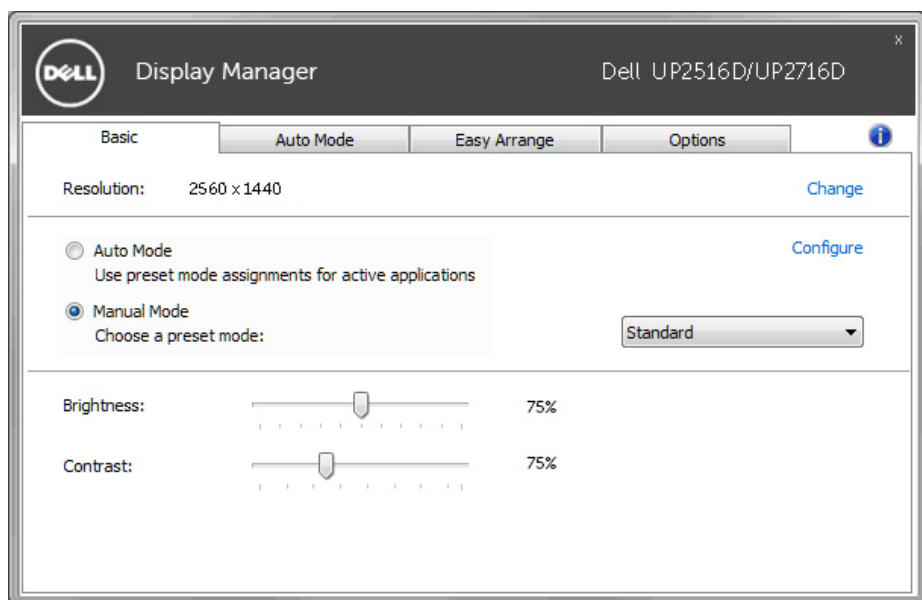 DELL
Display Manager
Dell UP2516D/UP2716D
x
Basic
Auto Mode
Easy Arrange
Options
i
Resolution: 2560 x 1440
Change
Auto Mode
Configure
Use preset mode assignments for active applications
Manual Mode
Choose a preset mode:
Standard
Brightness:
75%
Contrast:
75%